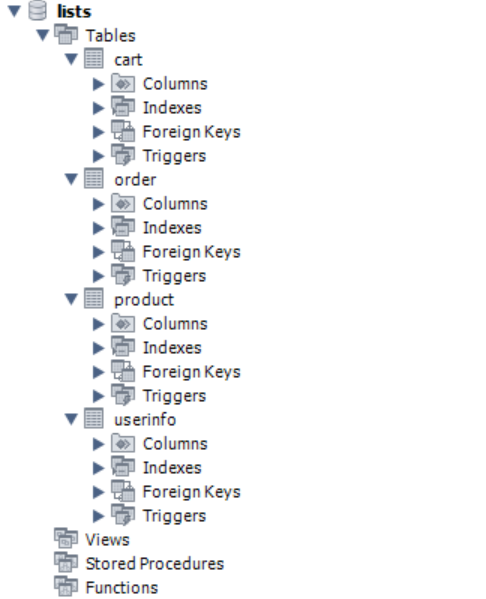 lists
Tables
cart
Columns
Indexes
Foreign Keys
Triggers
order
Columns
Indexes
Foreign Keys
Triggers
product
Columns
Indexes
Foreign Keys
Triggers
userinfo
Columns
Indexes
Foreign Keys
Triggers
Views
Stored Procedures
Functions